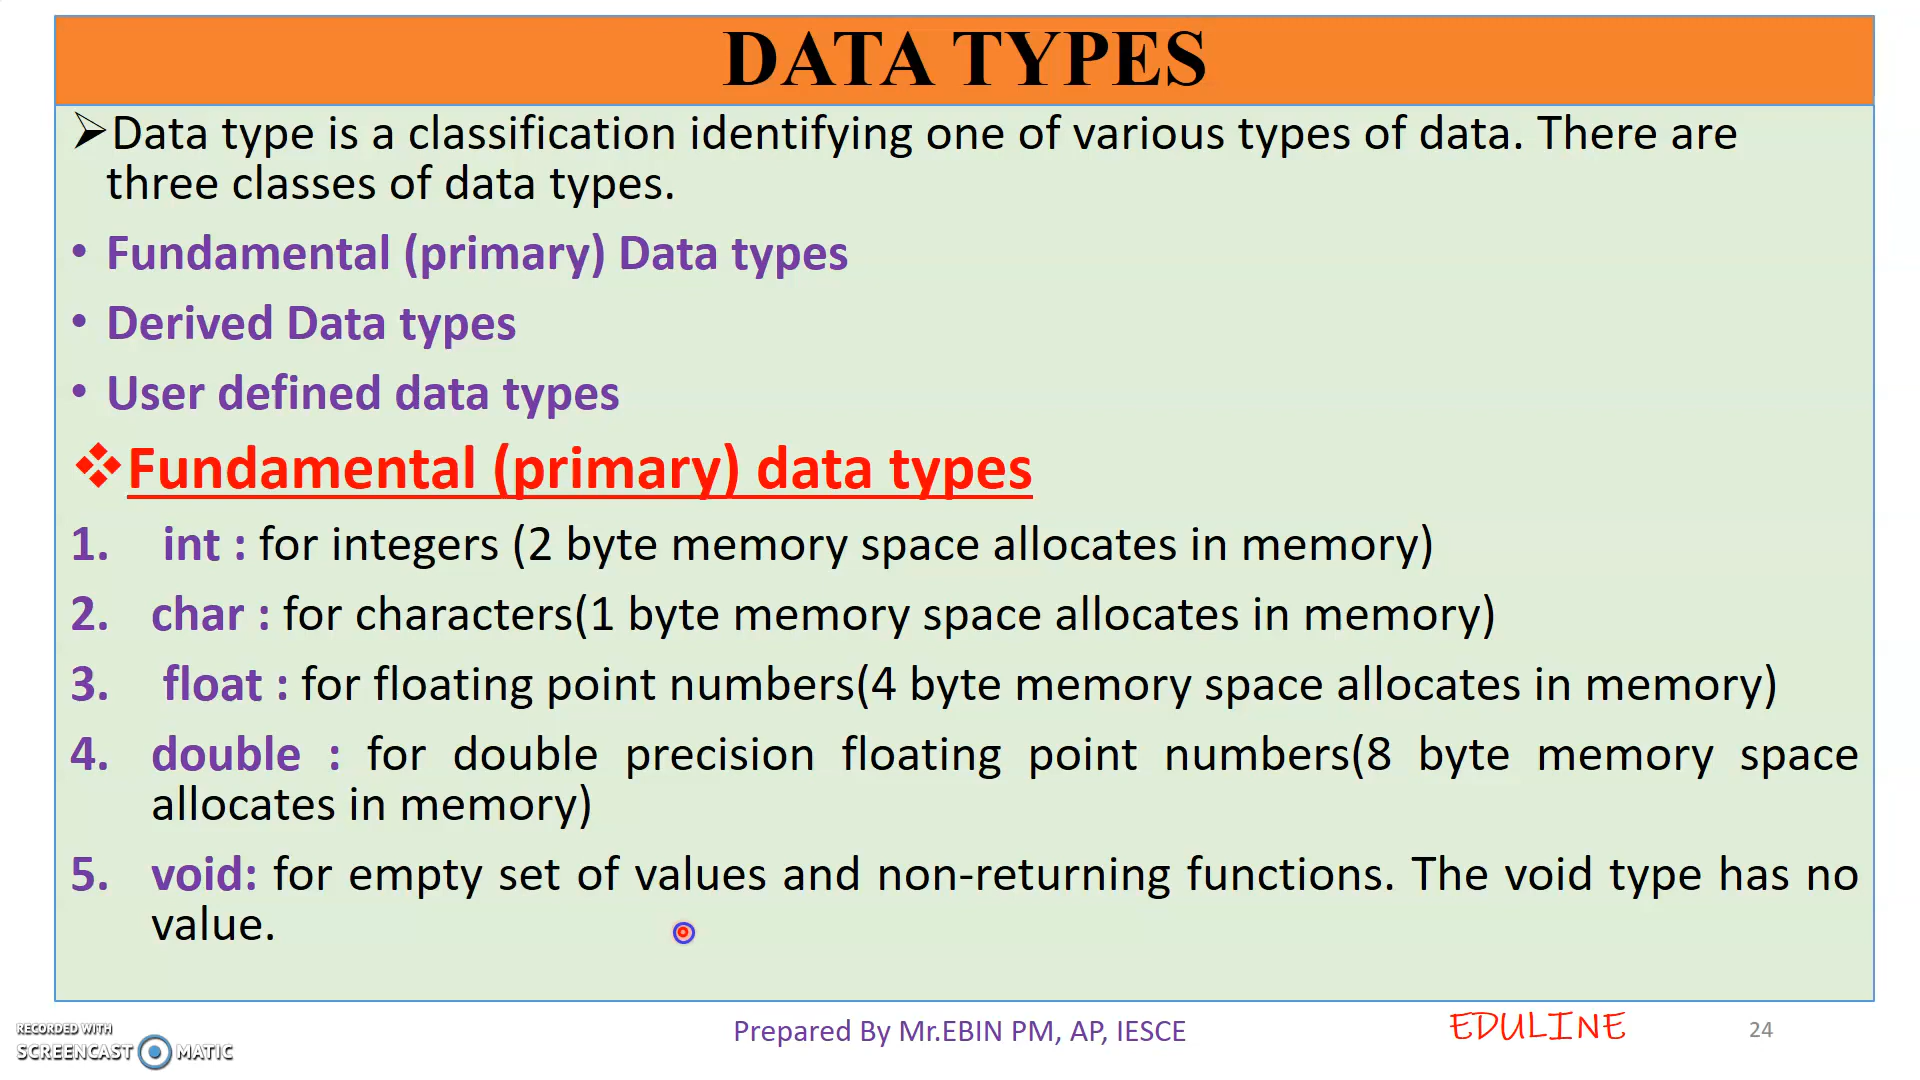 DATA TYPES
➢Data type is a classification identifying one of various types of data. There are
three classes of data types.
• Fundamental (primary) Data types
• Derived Data types
• User defined data types
❖Fundamental (primary) data types
1. int : for integers (2 byte memory space allocates in memory)
2. char : for characters(1 byte memory space allocates in memory)
3. float : for floating point numbers(4 byte memory space allocates in memory)
4. double : for double precision floating point numbers(8 byte memory space
allocates in memory)
5. void: for empty set of values and non-returning functions. The void type has no
value.
RECORDED WITH
SCREENCAST MATIC
Prepared By Mr.EBIN PM, AP, IESCE
EDULINE
24